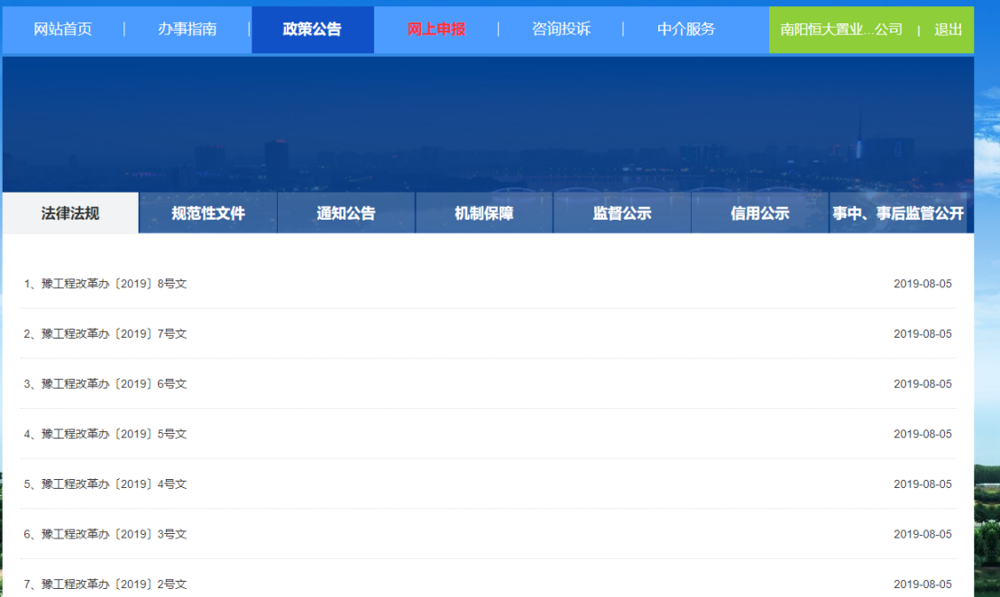 网站首页 | 办事指南 | 政策公告 网上申报 | 咨询投诉 | 中介服务 南阳恒大置业...公司 | 退出
法律法规 规范性文件 通知公告 机制保障 监督公示 信用公示 事中、事后监管公开
1、豫工程改革办〔2019〕8号文 2019-08-05
2、豫工程改革办〔2019〕7号文 2019-08-05
3、豫工程改革办〔2019〕6号文 2019-08-05
4、豫工程改革办〔2019〕5号文 2019-08-05
5、豫工程改革办〔2019〕4号文 2019-08-05
6、豫工程改革办〔2019〕3号文 2019-08-05
7、豫工程改革办〔2019〕2号文 2019-08-05